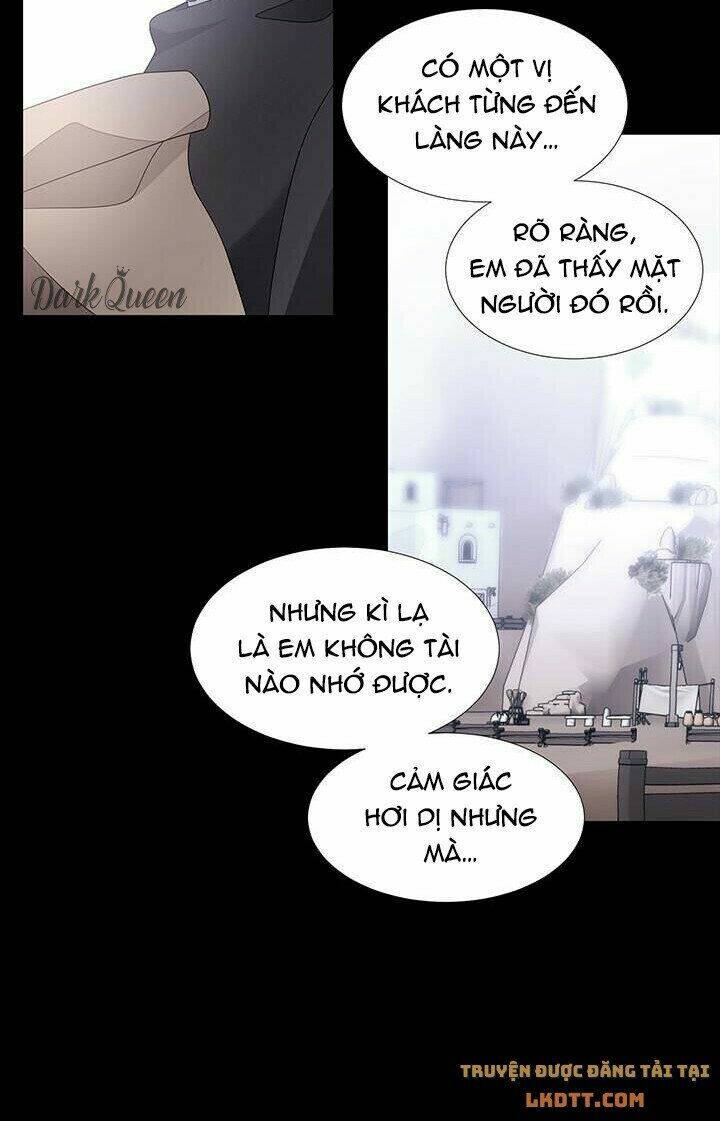 CÓ MỘT VỊ
KHÁCH TỪNG ĐẾN
LÀNG NÀY...
RÕ RÀNG,
EM ĐÃ THẤY MẶT
NGƯỜI ĐÓ RỒI.
Dark Queen
NHƯNG KÌ LẠ
LÀ EM KHÔNG TÀI
NÀO NHỚ ĐƯỢC.
CẢM GIÁC
HƠI DỊ NHƯNG
MÀ...
TRUYỆN ĐƯỢC ĐĂNG TẢI TẠI
LKDTT.COM